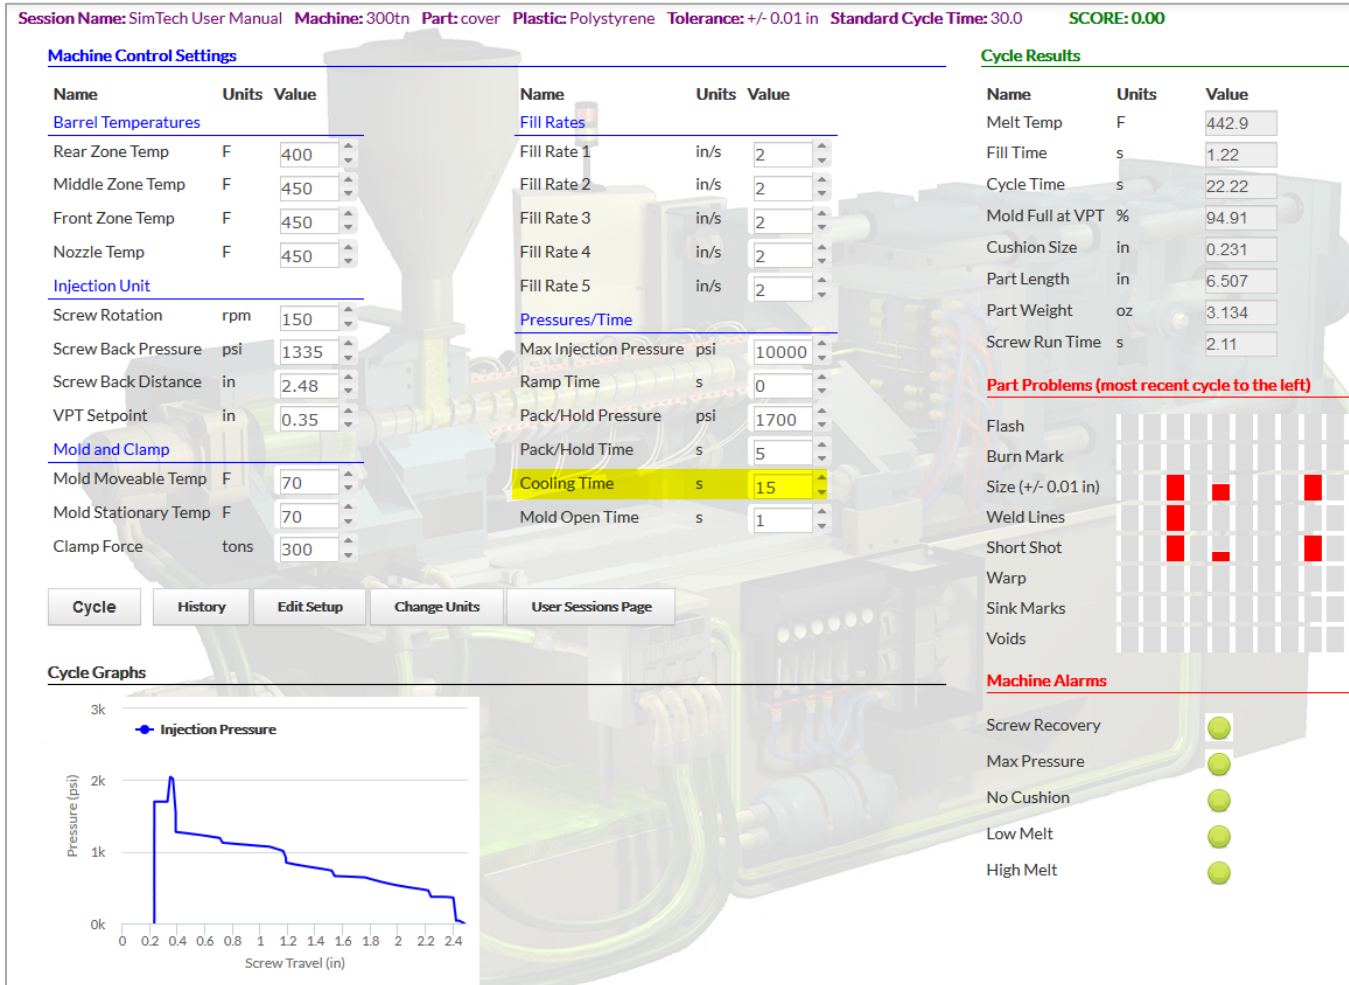 Session Name: SimTech User Manual Machine: 300tn Part: cover Plastic: Polystyrene Tolerance: +/- 0.01 in Standard Cycle Time: 30.0 SCORE: 0.00
Machine Control Settings
Name Units Value
Barrel Temperatures
Rear Zone Temp F 400
Middle Zone Temp F 450
Front Zone Temp F 450
Nozzle Temp F 450
Injection Unit
Screw Rotation rpm 150
Screw Back Pressure psi 1335
Screw Back Distance in 2.48
VPT Setpoint in 0.35
Mold and Clamp
Mold Moveable Temp F 70
Mold Stationary Temp F 70
Clamp Force tons 300
Name Units Value
Fill Rates
Fill Rate 1 in/s 2
Fill Rate 2 in/s 2
Fill Rate 3 in/s 2
Fill Rate 4 in/s 2
Fill Rate 5 in/s 2
Pressures/Time
Max Injection Pressure psi 10000
Ramp Time s 0
Pack/Hold Pressure psi 1700
Pack/Hold Time s 5
Cooling Time s 15
Mold Open Time s 1
Cycle History Edit Setup Change Units User Sessions Page
Cycle Graphs
3k
Injection Pressure
2k
1k
0k
Pressure (psi)
0 0.2 0.4 0.6 0.8 1 1.2 1.4 1.6 1.8 2 2.2 2.4
Screw Travel (in)
Cycle Results
Name Units Value
Melt Temp F 442.9
Fill Time s 1.22
Cycle Time s 22.22
Mold Full at VPT % 94.91
Cushion Size in 0.231
Part Length in 6.507
Part Weight oz 3.134
Screw Run Time s 2.11
Part Problems (most recent cycle to the left)
Flash
Burn Mark
Size (+/- 0.01 in)
Weld Lines
Short Shot
Warp
Sink Marks
Voids
Machine Alarms
Screw Recovery
Max Pressure
No Cushion
Low Melt
High Melt